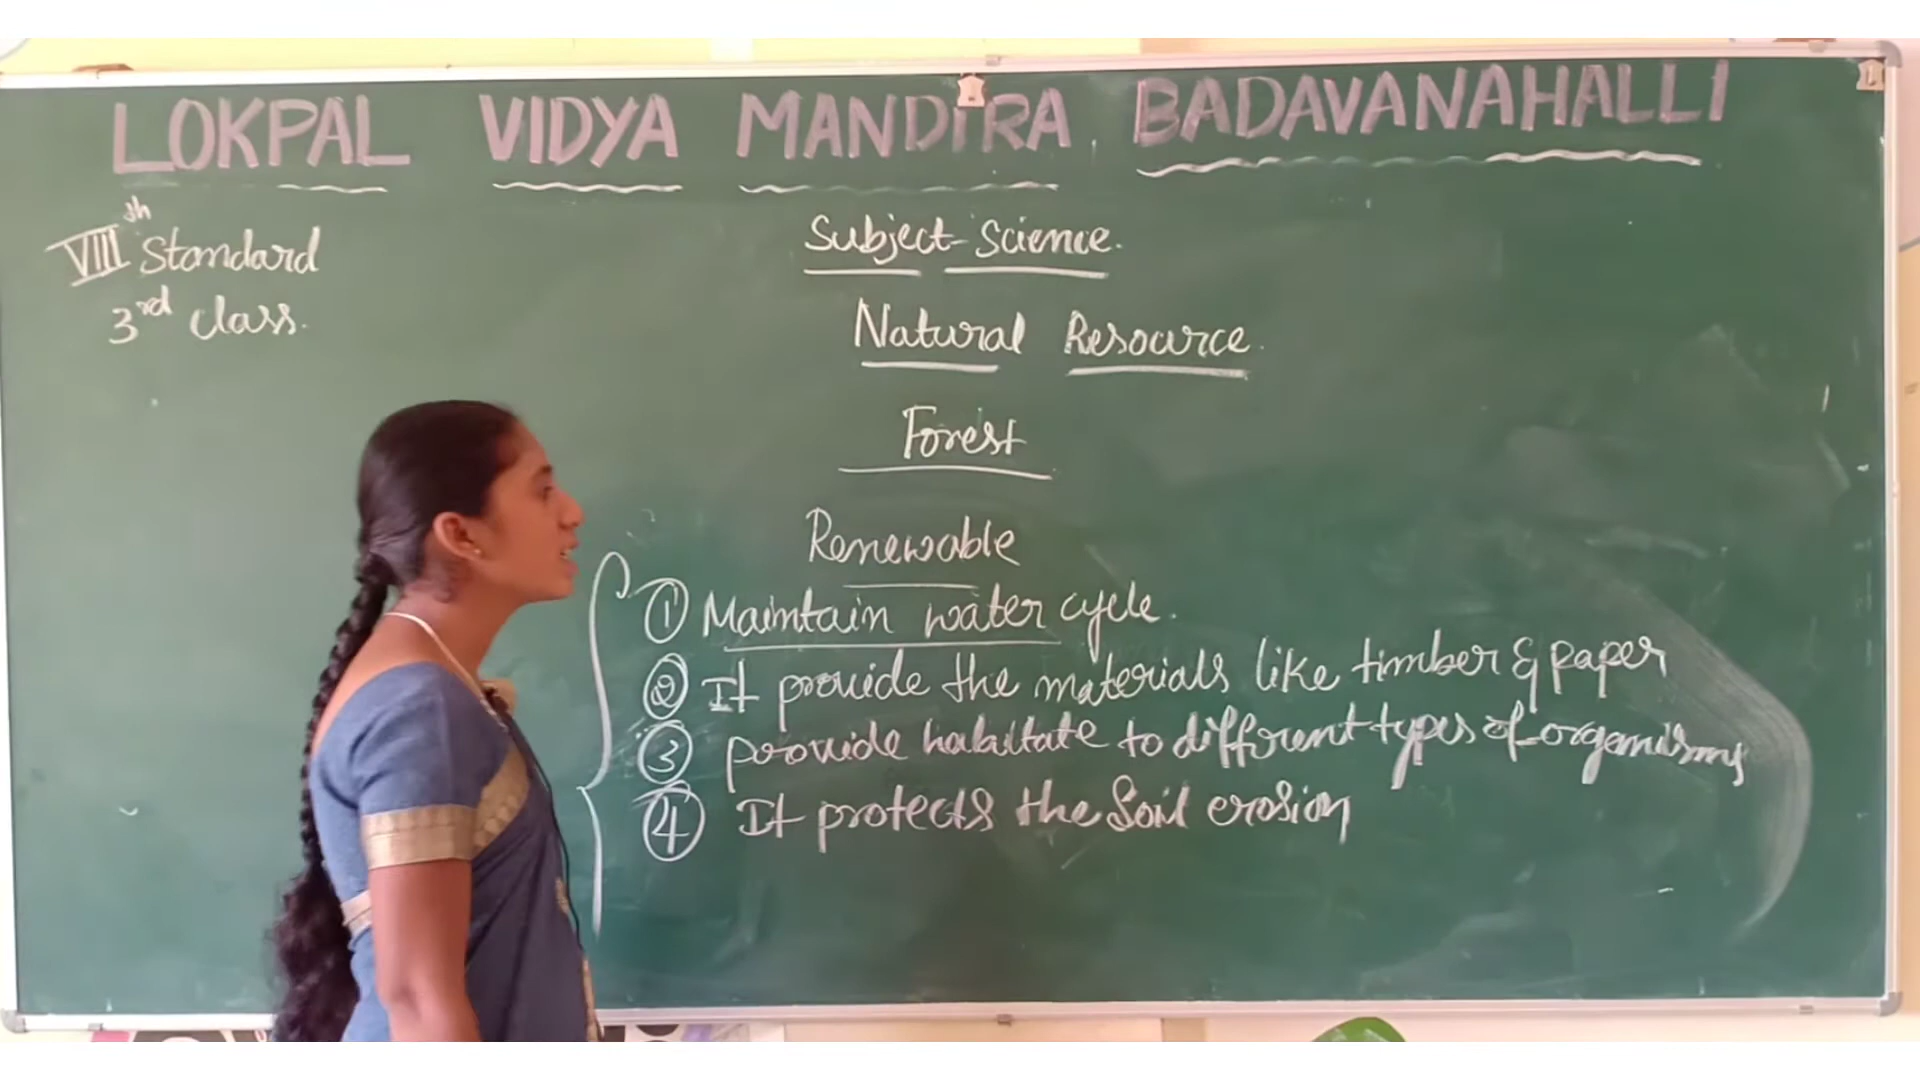 LOKPAL VIDYA MANDIRA BADAVANAHALLI
VIIIth Standard
3rd class.
Subject- Science.
Natural Resource.
Forest
Renewable
① Maintain water cycle.
② It provide the materials like timber & paper
③ provide habitate to different types of organisms
④ It protects the Soil erosion